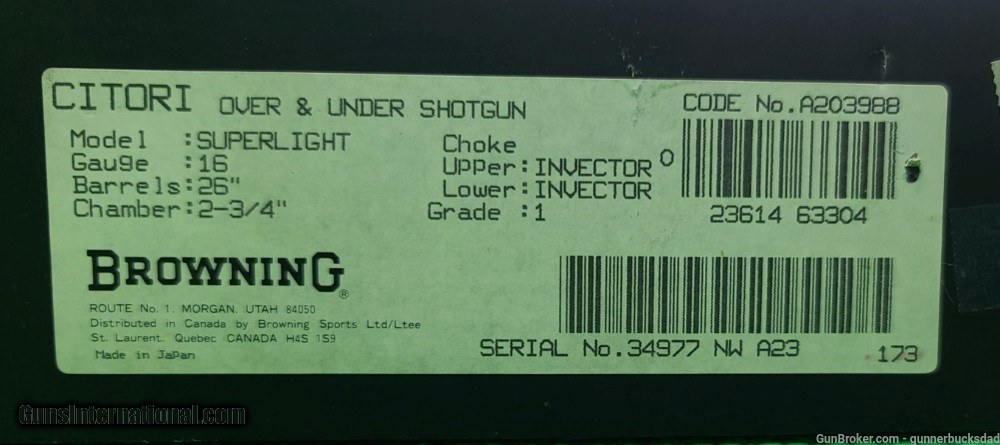 CITORI OVER & UNDER SHOTGUN
CODE No.A203988
Model :SUPERLIGHT
Gauge :16
Barrels:26"
Chamber:2-3/4"
Choke
Upper:INVECTOR
Lower:INVECTOR
Grade :1
0
23614 63304
BROWNING®
ROUTE No. 1. MORGAN. UTAH 84050
Distributed in Canada by Browning Sports Ltd/Ltee
St. Laurent. Quebec CANADA H4S 1S9
Made in JaPan
SERIAL No.34977 NW A23
.173
GunsInternational.com
GunBroker.com - gunnerbucksdad